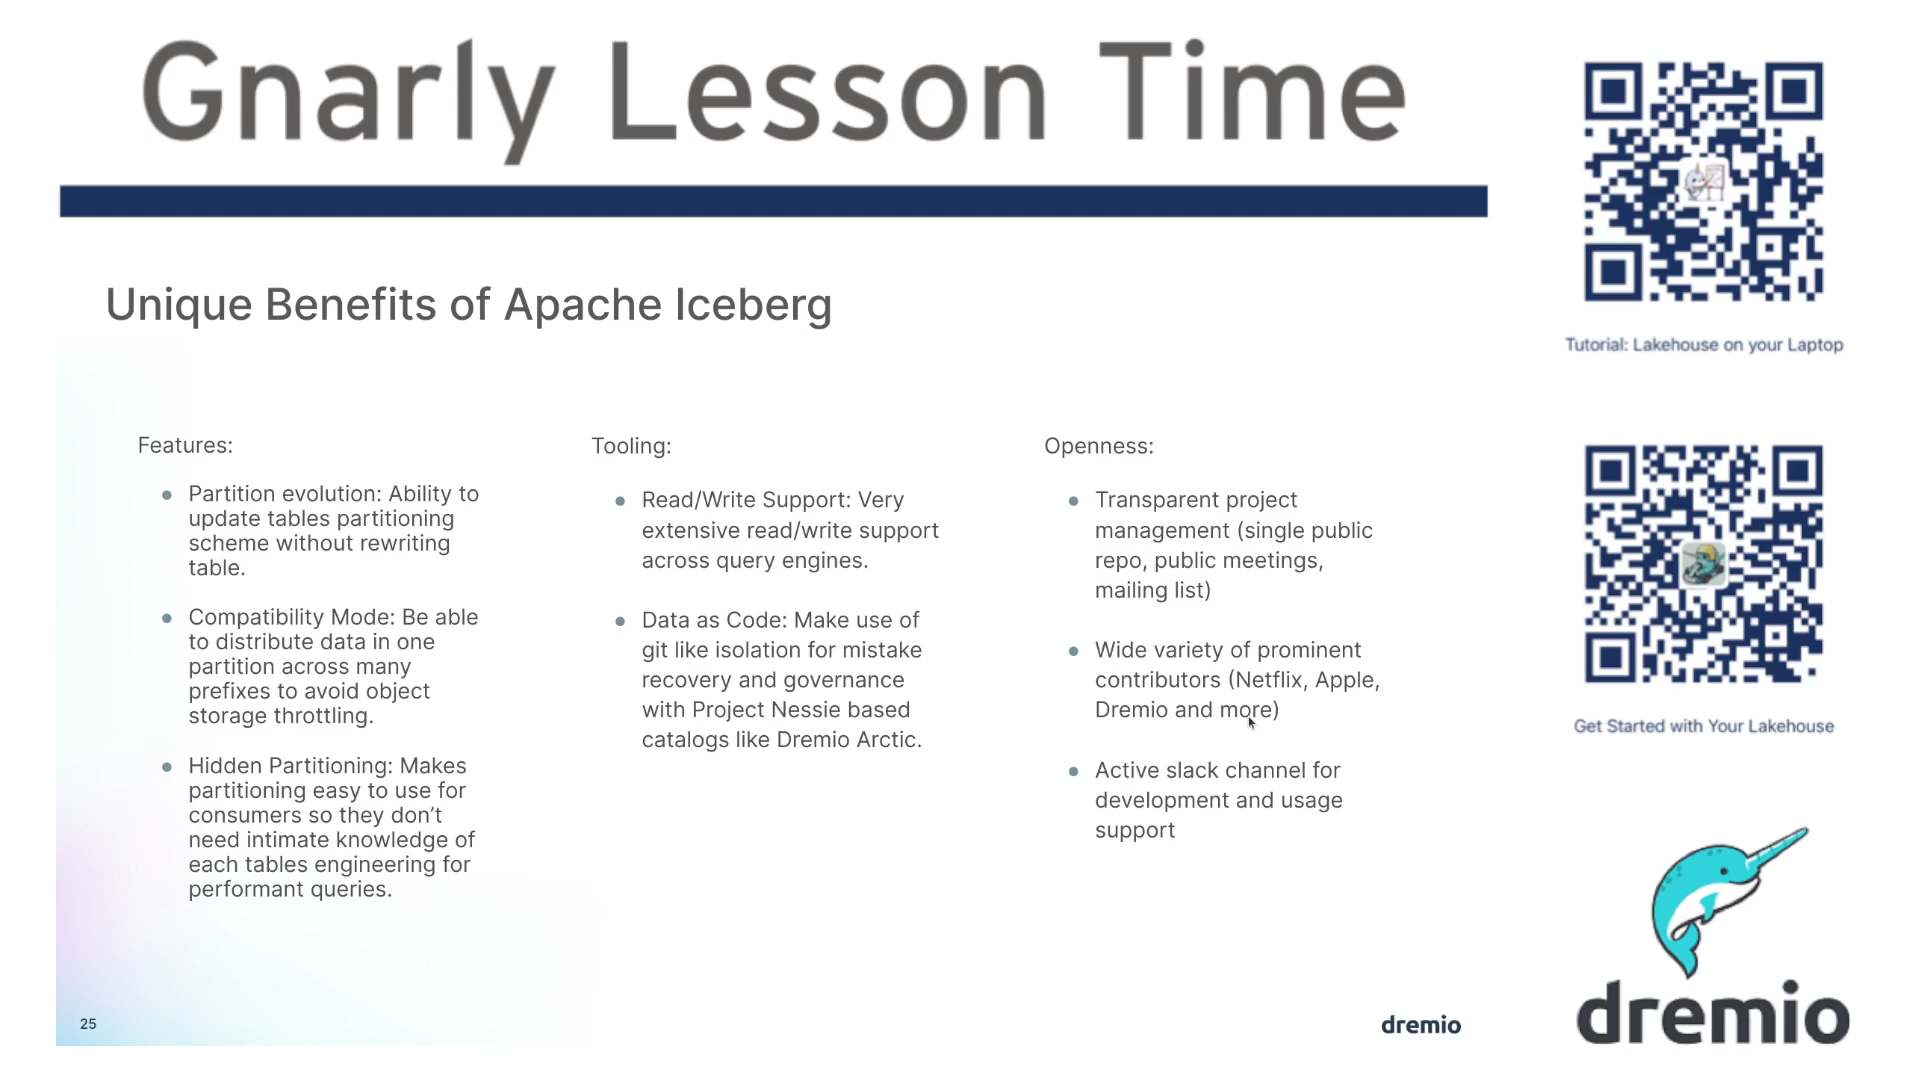 Gnarly Lesson Time
Unique Benefits of Apache Iceberg
Features:
Partition evolution: Ability to
update tables partitioning
scheme without rewriting
table.
Compatibility Mode: Be able
to distribute data in one
partition across many
prefixes to avoid object
storage throttling.
Hidden Partitioning: Makes
partitioning easy to use for
consumers so they don’t
need intimate knowledge of
each tables engineering for
performant queries.
Tooling:
Read/Write Support: Very
extensive read/write support
across query engines.
Data as Code: Make use of
git like isolation for mistake
recovery and governance
with Project Nessie based
catalogs like Dremio Arctic.
Openness:
Transparent project
management (single public
repo, public meetings,
mailing list)
Wide variety of prominent
contributors (Netflix, Apple,
Dremio and more)
Active slack channel for
development and usage
support
25
dremio
Tutorial: Lakehouse on your Laptop
Get Started with Your Lakehouse
dremio